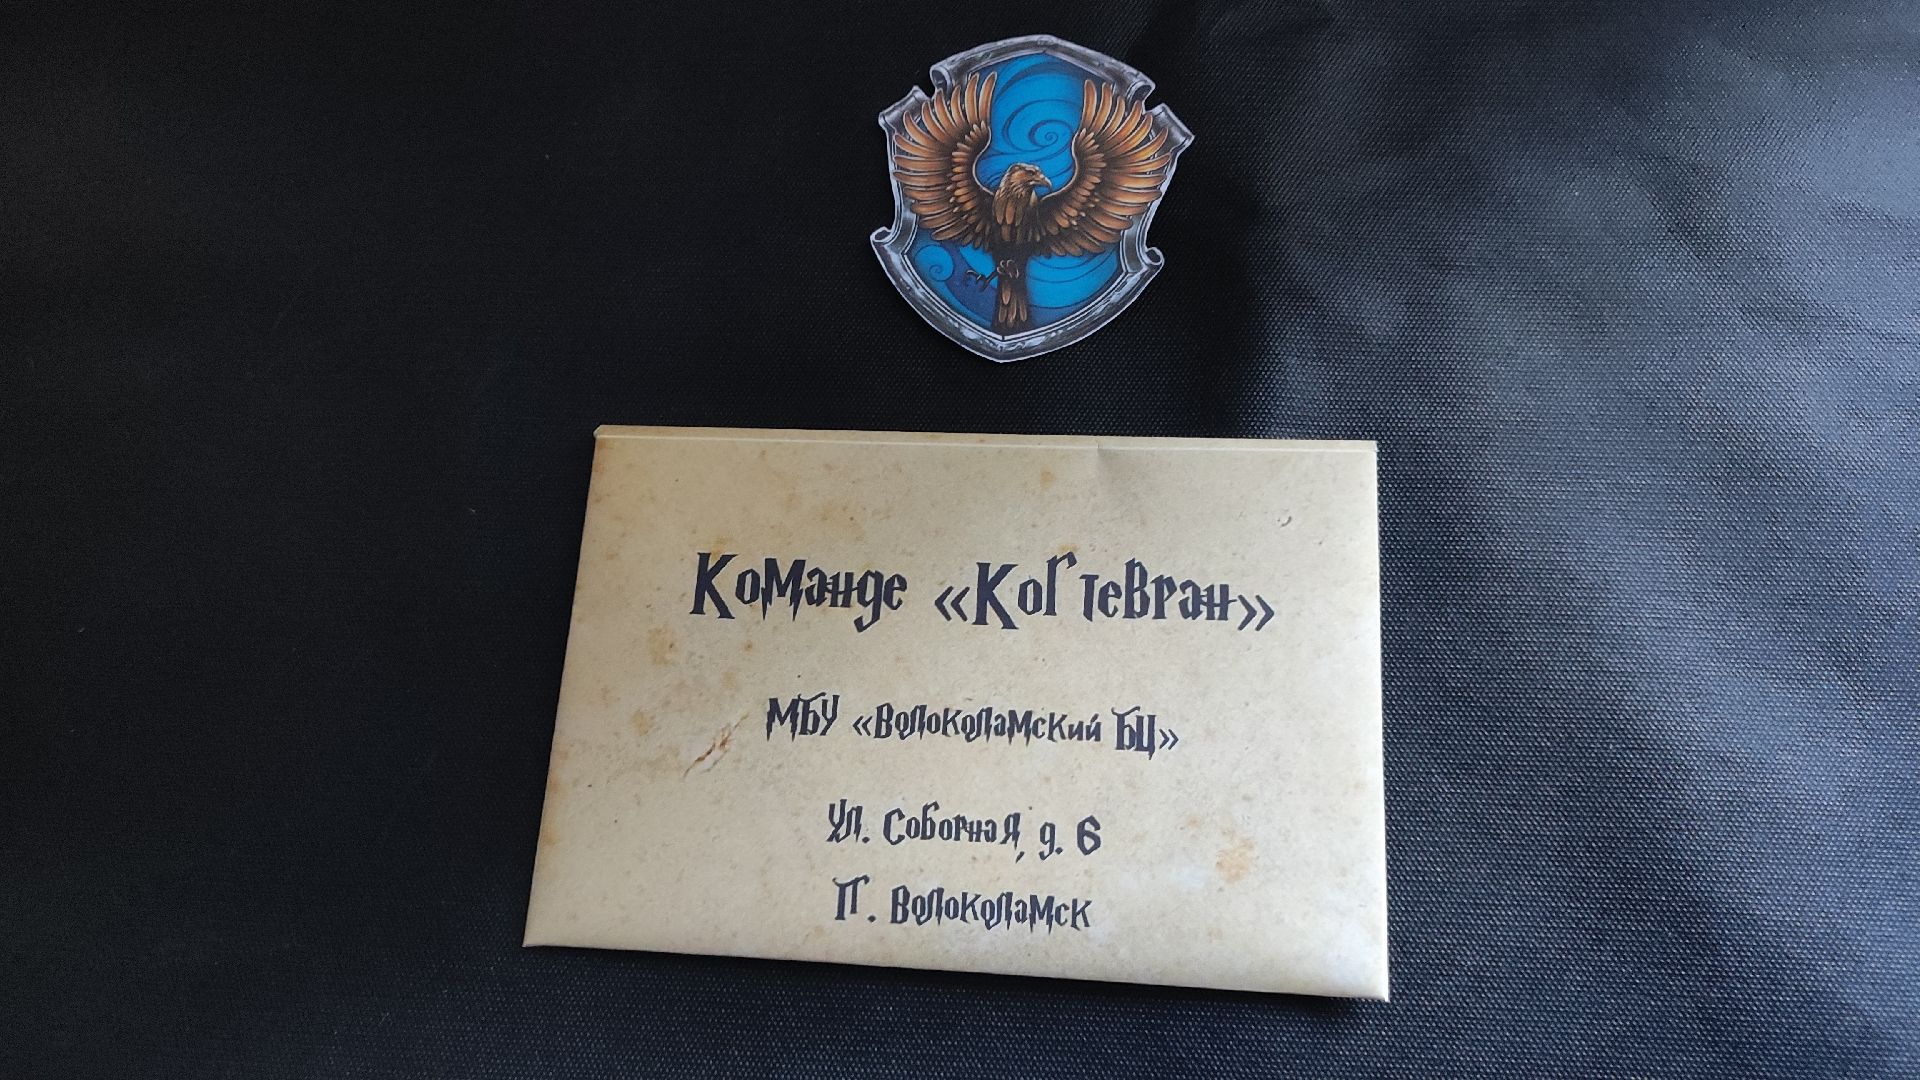 Команде «Когтевран»
МБУ «Волоколамский БЦ»
Ул. Соборная, д. 6
Г. Волоколамск